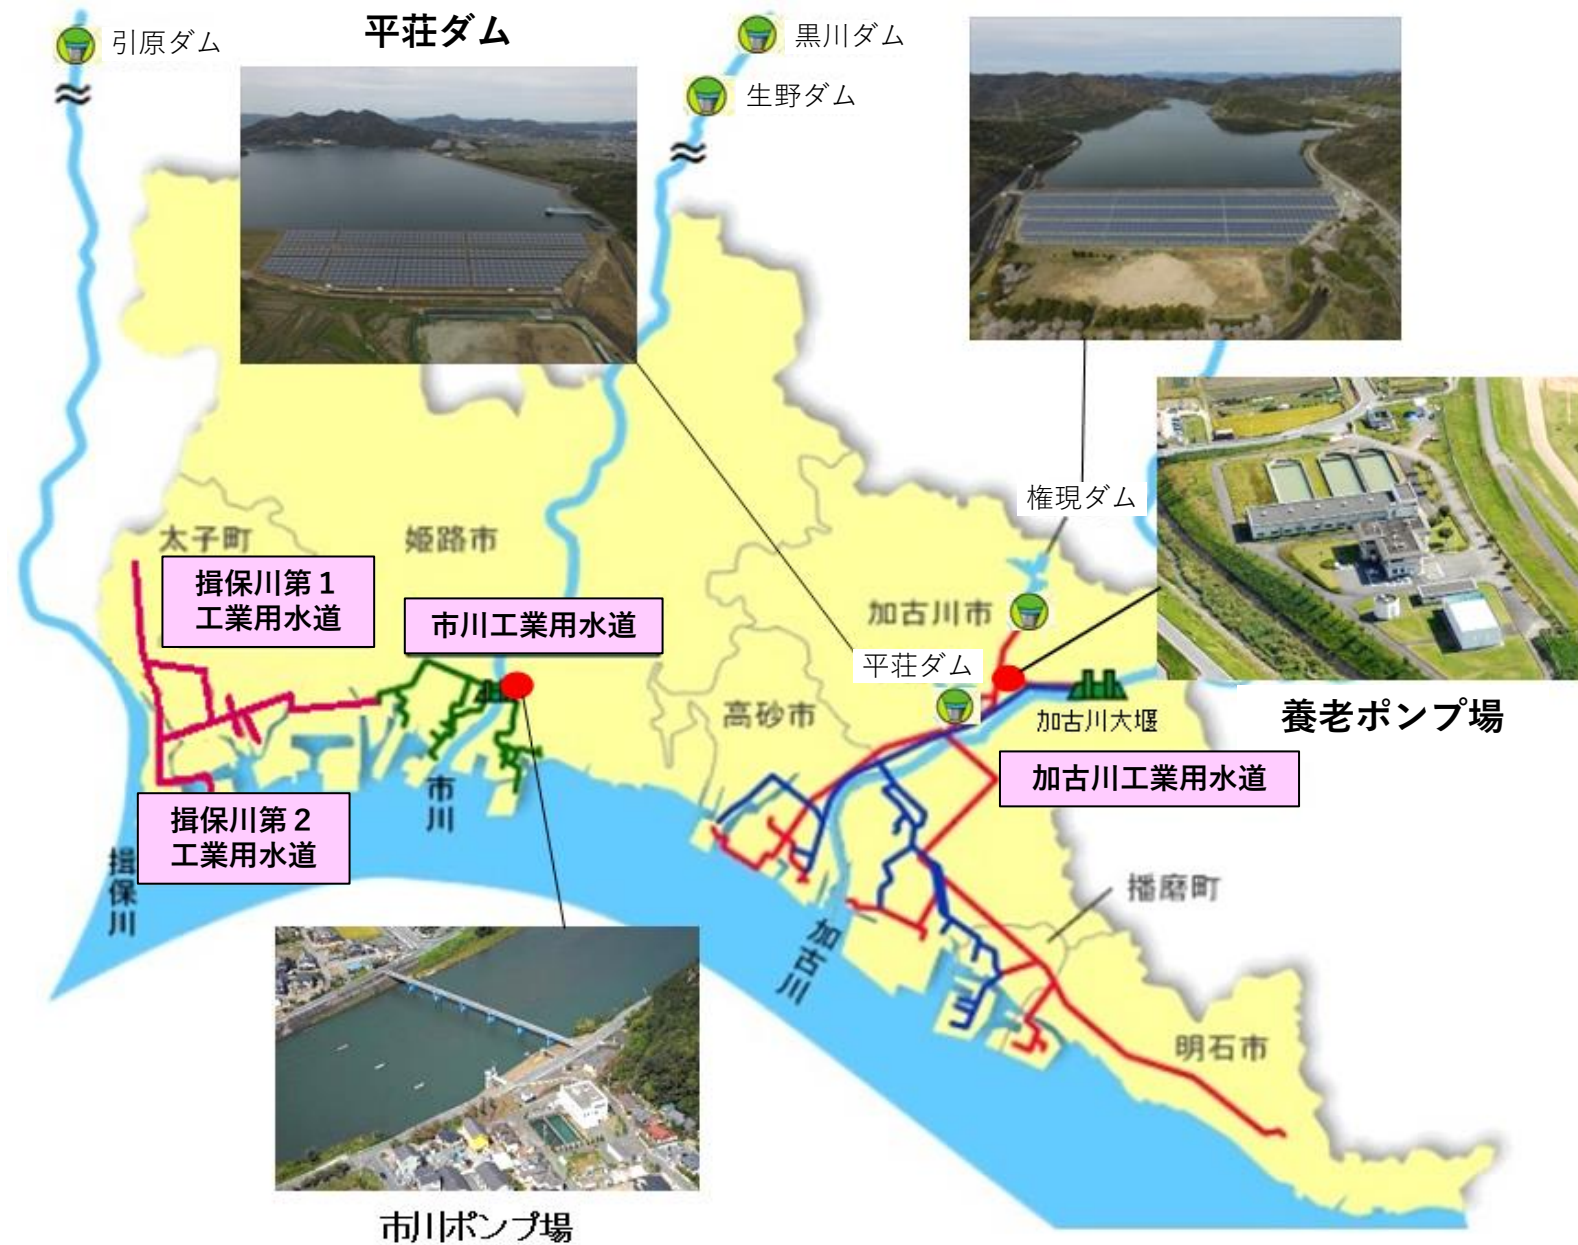 引原ダム
平荘ダム
黒川ダム
生野ダム
権現ダム
太子町
姫路市
揖保川第1
工業用水道
市川工業用水道
加古川市
平荘ダム
高砂市
加古川大堰
養老ポンプ場
加古川工業用水道
市川
揖保川第2
工業用水道
揖保川
播磨町
加古川
明石市
市川ポンプ場